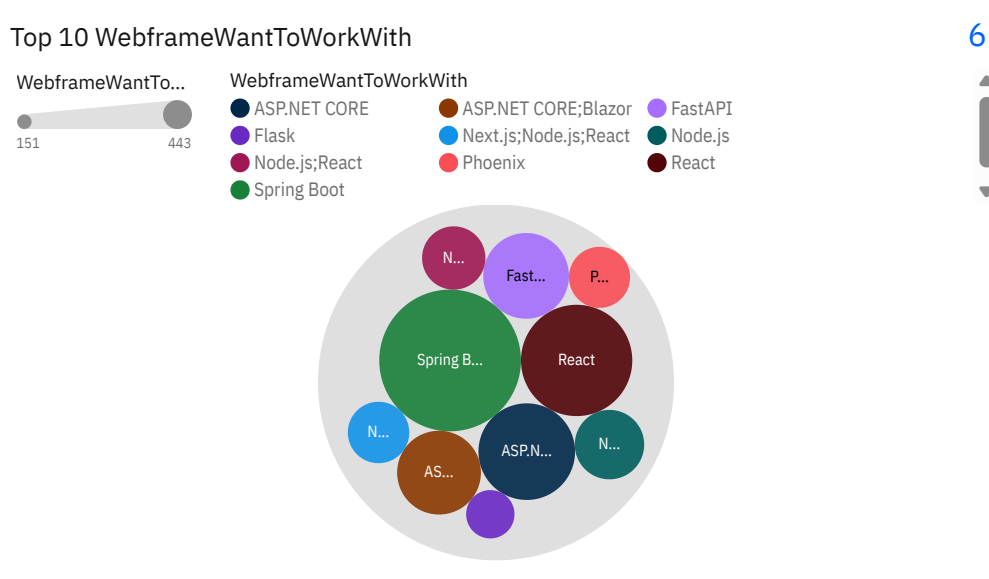 Top 10 WebframeWantToWorkWith 6
WebframeWantTo...
151 443
WebframeWantToWorkWith
ASP.NET CORE ASP.NET CORE;Blazor FastAPI
Flask Next.js;Node.js;React Node.js
Node.js;React Phoenix React
Spring Boot
N... Fast... P...
Spring B... React
N... AS... ASP.N... N...